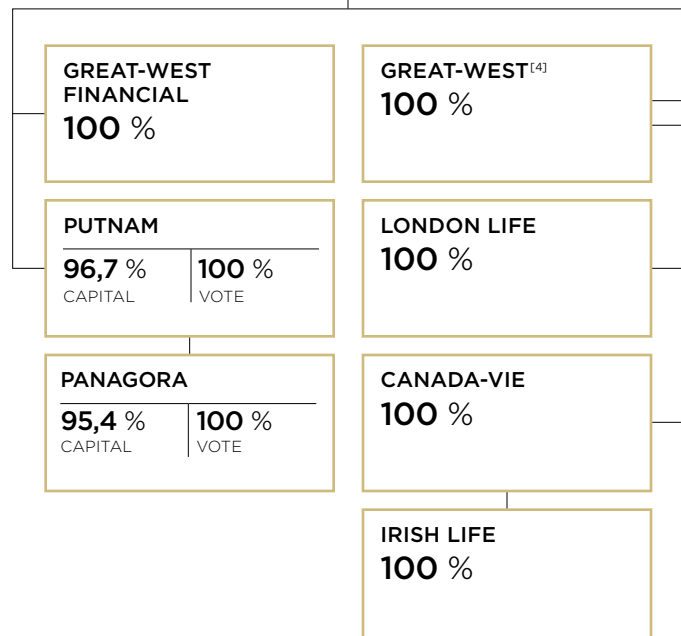 GREAT-WEST
FINANCIAL
100 %
GREAT-WEST[4]
100 %
PUTNAM
96,7 %
CAPITAL
100 %
VOTE
LONDON LIFE
100 %
PANAGORA
95,4 %
CAPITAL
100 %
VOTE
CANADA-VIE
100 %
IRISH LIFE
100 %